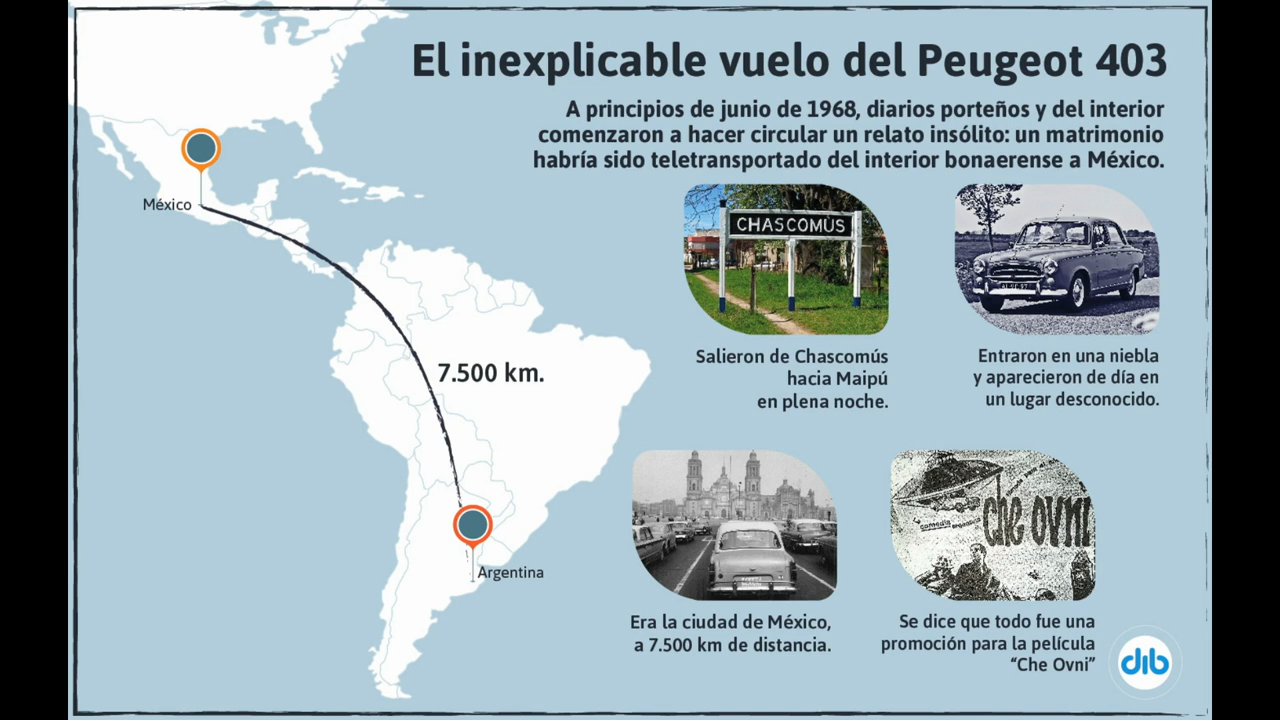 El inexplicable vuelo del Peugeot 403
A principios de junio de 1968, diarios porteños y del interior
comenzaron a hacer circular un relato insólito: un matrimonio
habría sido teletransportado del interior bonaerense a México.
México
7.500 km.
Argentina
CHASCOMÚS
Salieron de Chascomús
hacia Maipú
en plena noche.
Entraron en una niebla
y aparecieron de día en
un lugar desconocido.
Era la ciudad de México,
a 7.500 km de distancia.
che ovni
comedia
Se dice que todo fue una
promoción para la película
“Che Ovni”
dib